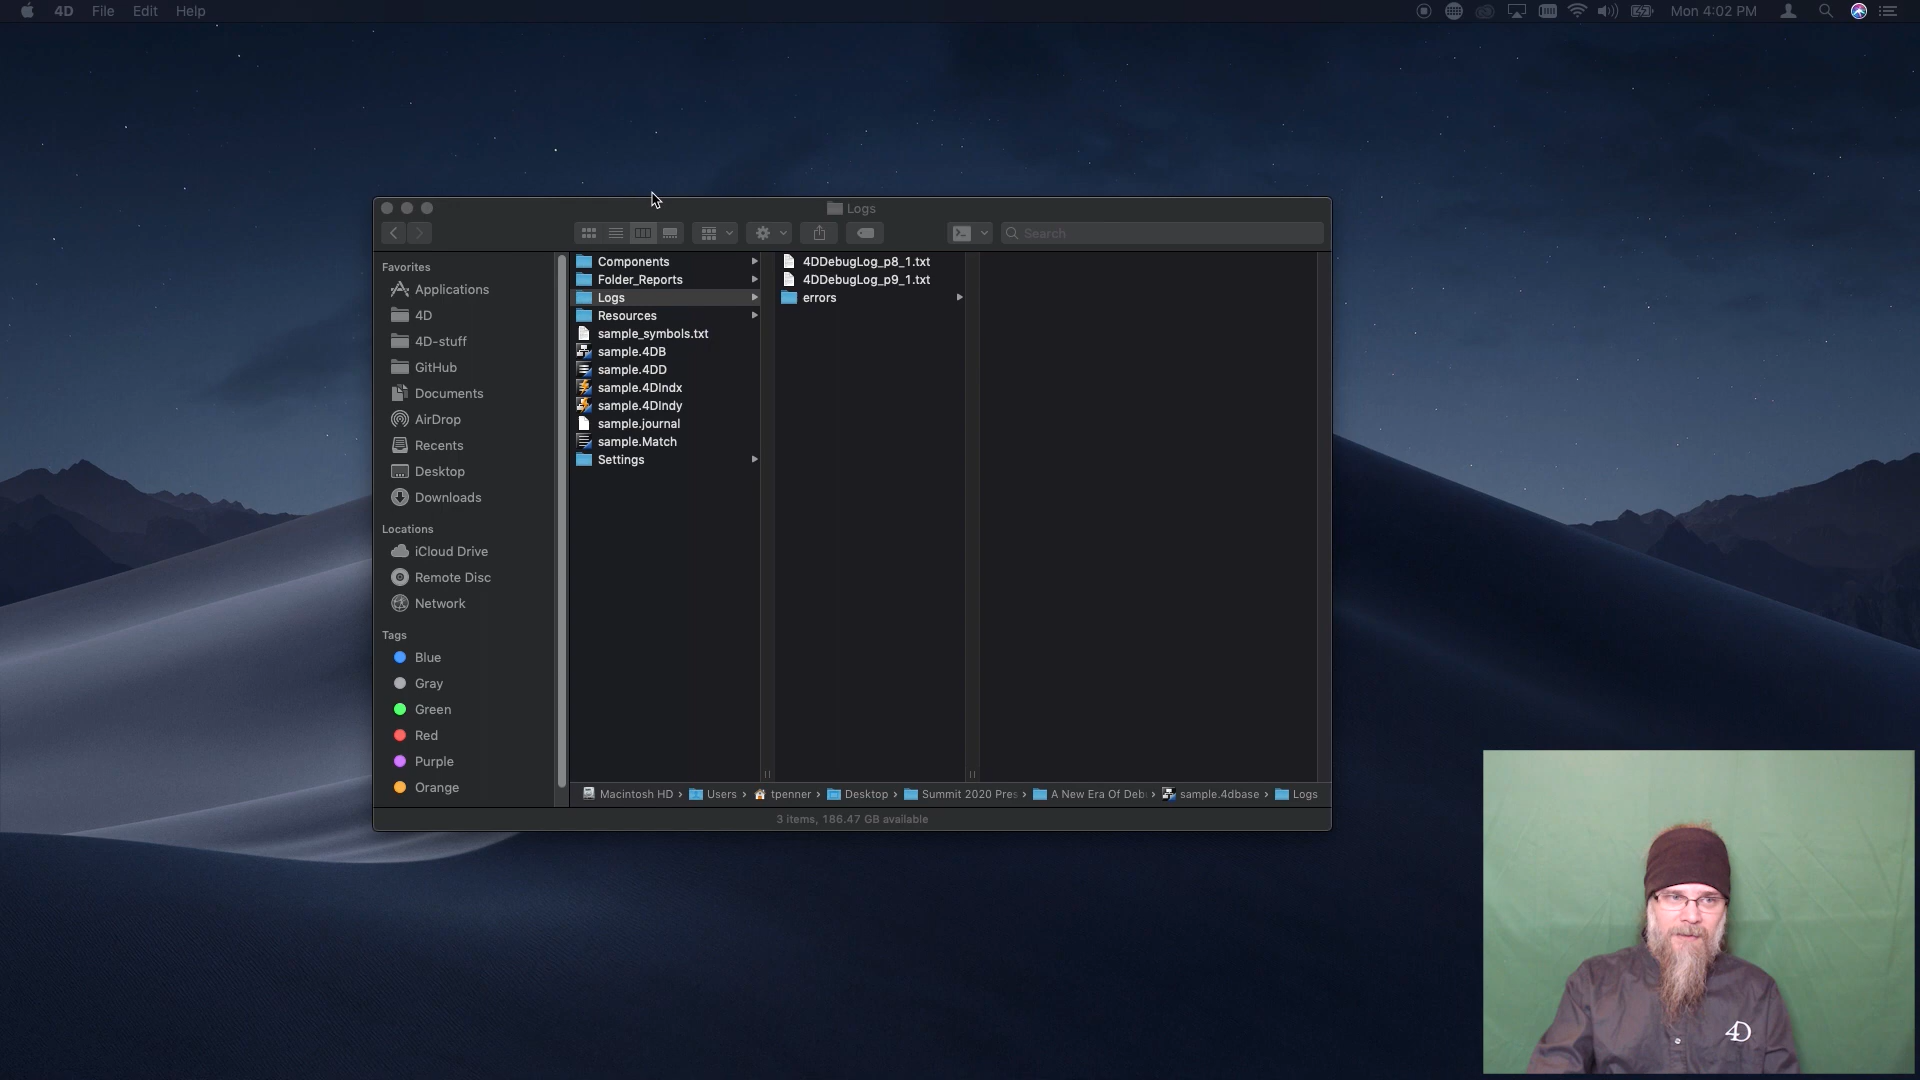 4D File Edit Help
Mon 4:02 PM
Logs
Search
Favorites
Applications
4D
4D-stuff
GitHub
Documents
AirDrop
Recents
Desktop
Downloads
Locations
iCloud Drive
Remote Disc
Network
Tags
Blue
Gray
Green
Red
Purple
Orange
Components
Folder_Reports
Logs
Resources
sample_symbols.txt
sample.4DB
sample.4DD
sample.4DIndx
sample.4DIndy
sample.journal
sample.Match
Settings
4DDebugLog_p8_1.txt
4DDebugLog_p9_1.txt
errors
Macintosh HD › Users › tpenner › Desktop › Summit 2020 Pres › A New Era Of Deb › sample.4dbase › Logs
3 items, 186.47 GB available
4D